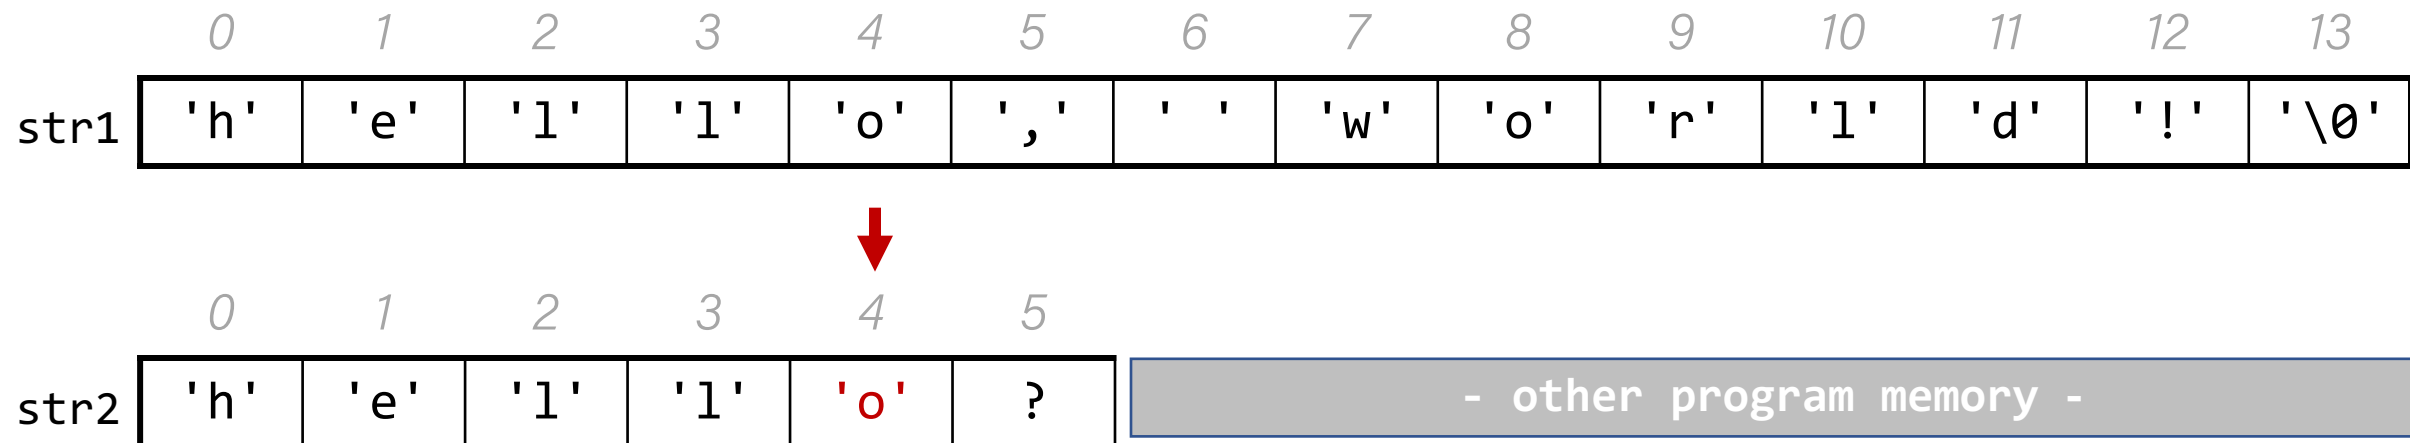 0 1 2 3 4 5 6 7 8 9 10 11 12 13
str1 'h' 'e' 'l' 'l' 'o' ',' ' ' 'w' 'o' 'r' 'l' 'd' '!' '\0'
0 1 2 3 4 5
str2 'h' 'e' 'l' 'l' 'o' ? - other program memory -